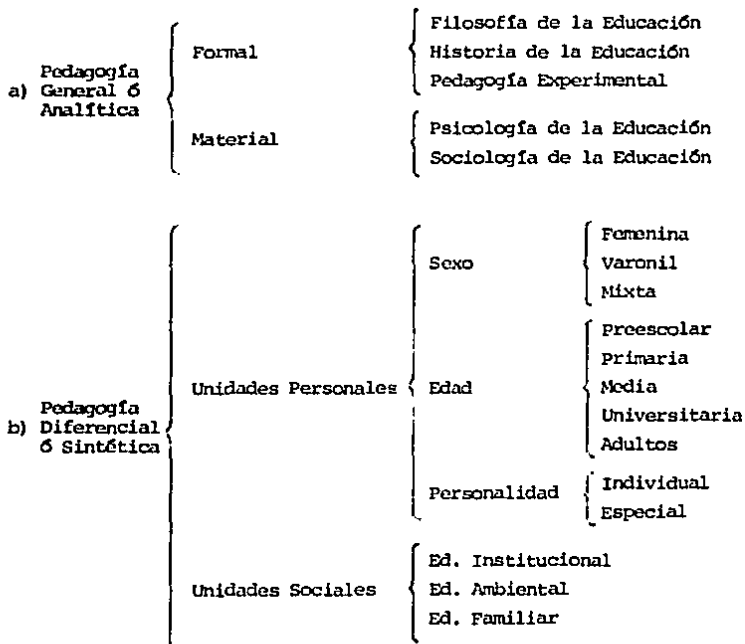 Formal
Filosofía de la Educación
Historia de la Educación
Pedagogía Experimental
a) Pedagogía
General ó
Analítica
Material
Psicología de la Educación
Sociología de la Educación
Sexo
Femenina
Varonil
Mixta
b) Pedagogía
Diferencial
ó Sintética
Unidades Personales
Edad
Preescolar
Primaria
Media
Universitaria
Adultos
Personalidad
Individual
Especial
Unidades Sociales
Ed. Institucional
Ed. Ambiental
Ed. Familiar